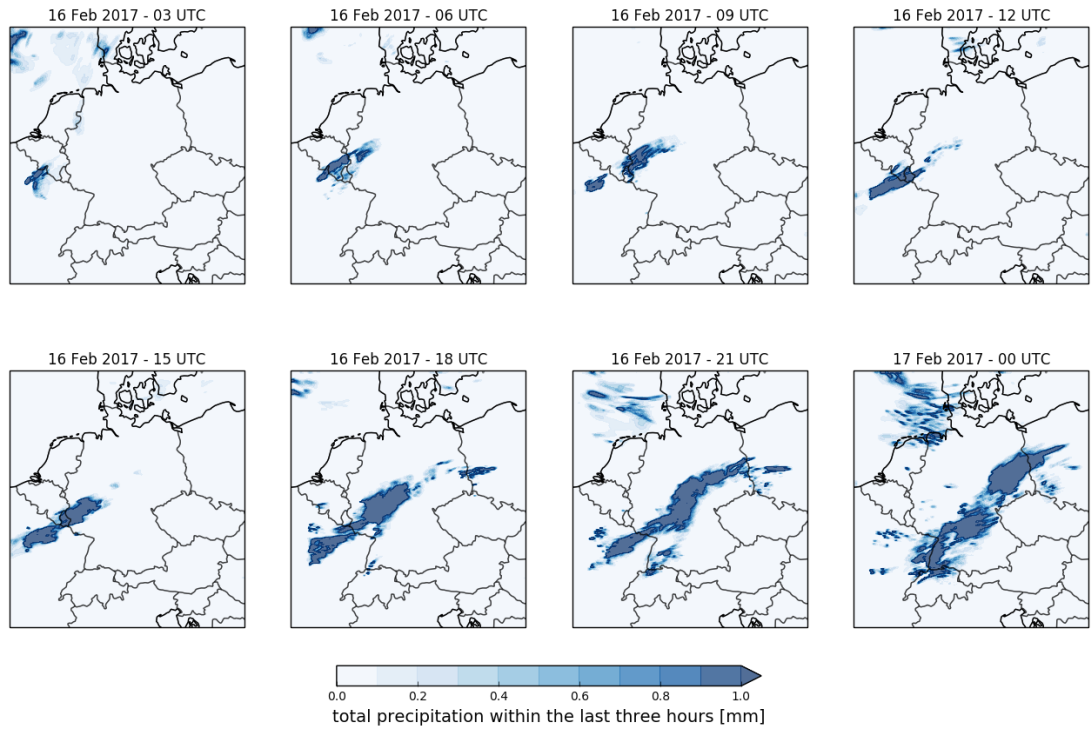 16 Feb 2017 - 03 UTC
16 Feb 2017 - 06 UTC
16 Feb 2017 - 09 UTC
16 Feb 2017 - 12 UTC
16 Feb 2017 - 15 UTC
16 Feb 2017 - 18 UTC
16 Feb 2017 - 21 UTC
17 Feb 2017 - 00 UTC
0.0 0.2 0.4 0.6 0.8 1.0
total precipitation within the last three hours [mm]